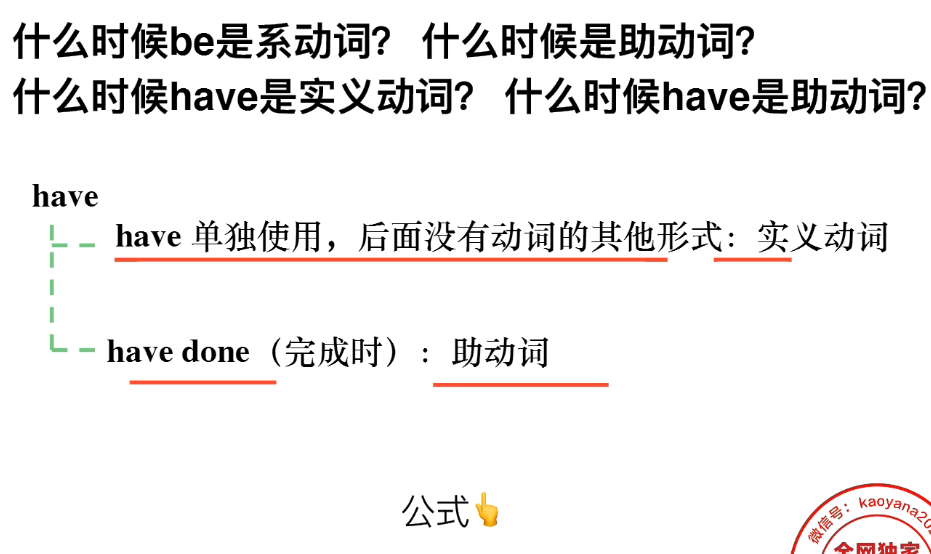 什么时候be是系动词？ 什么时候是助动词？
什么时候have是实义动词？ 什么时候have是助动词？
have
have 单独使用，后面没有动词的其他形式：实义动词
have done（完成时）：助动词
公式👆
微信号：kaoyana202
全网独家